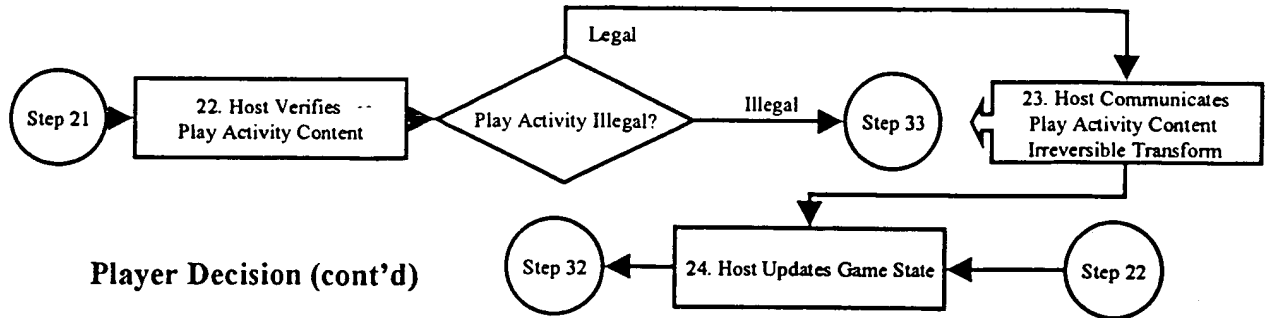 Legal
Step 21
22. Host Verifies
Play Activity Content
Play Activity Illegal?
Illegal
Step 33
23. Host Communicates
Play Activity Content
Irreversible Transform
Player Decision (cont'd)
Step 32
24. Host Updates Game State
Step 22